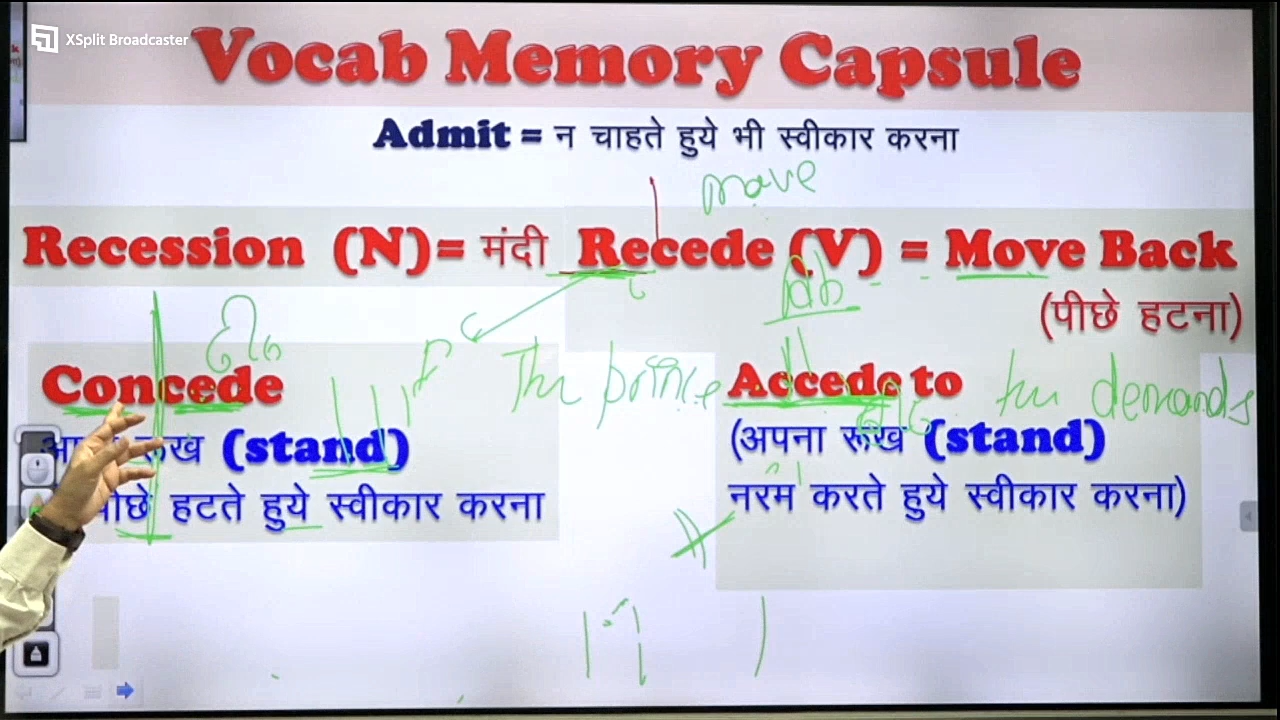 XSplit Broadcaster
Vocab Memory Capsule
Admit = न चाहते हुये भी स्वीकार करना
move
Recession (N)= मंदी Recede (V) = Move Back
(पीछे हटना)
The prince
the demands
Concede
रूख (stand)
पीछे हटते हुये स्वीकार करना
Accede to
(अपना रूख (stand)
नरम करते हुये स्वीकार करना)